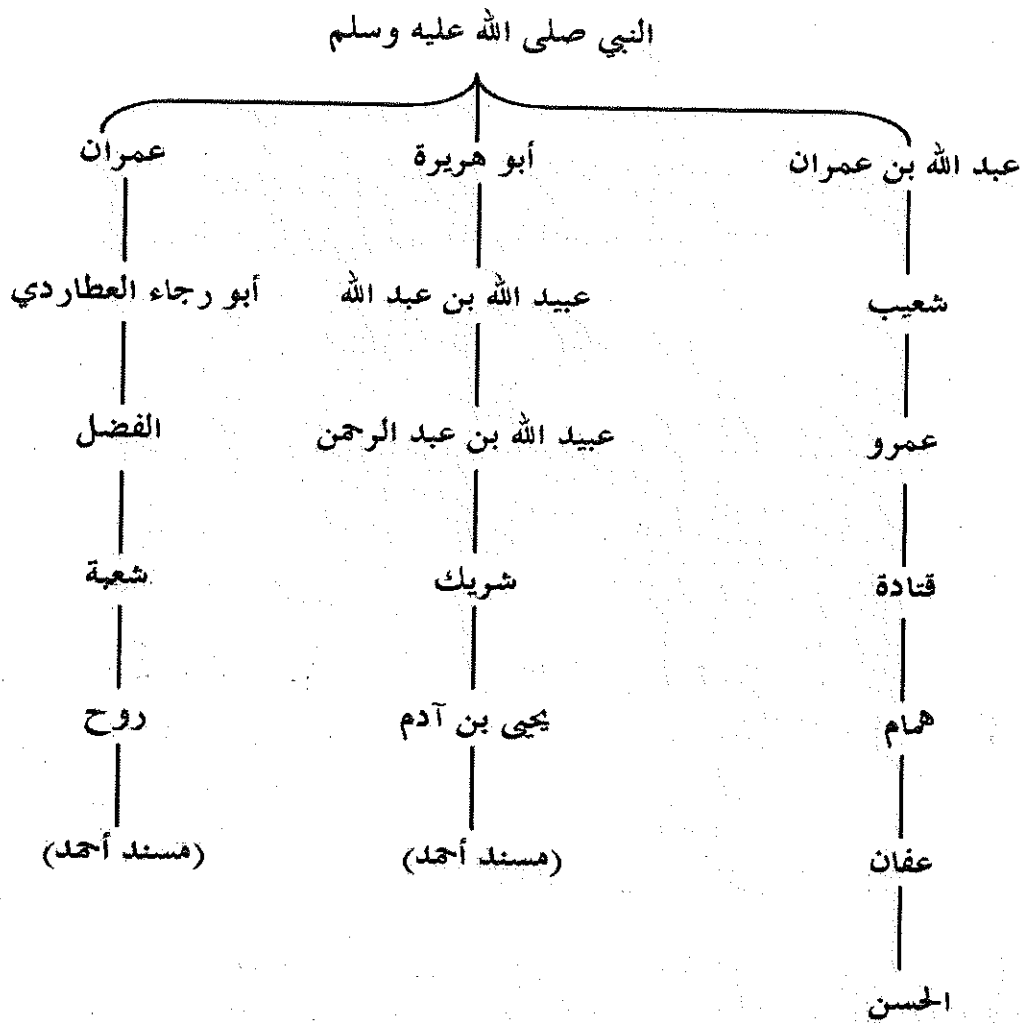 النبي صلى الله عليه وسلم
عبد الله بن عمران أبو هريرة عمران
شعيب عبيد الله بن عبد الله أبو رجاء العطاردي
عمرو عبيد الله بن عبد الرحمن الفضل
قتادة شريك شعبة
همام يحيى بن آدم روح
عفان (مسند أحمد) (مسند أحمد)
الحسن